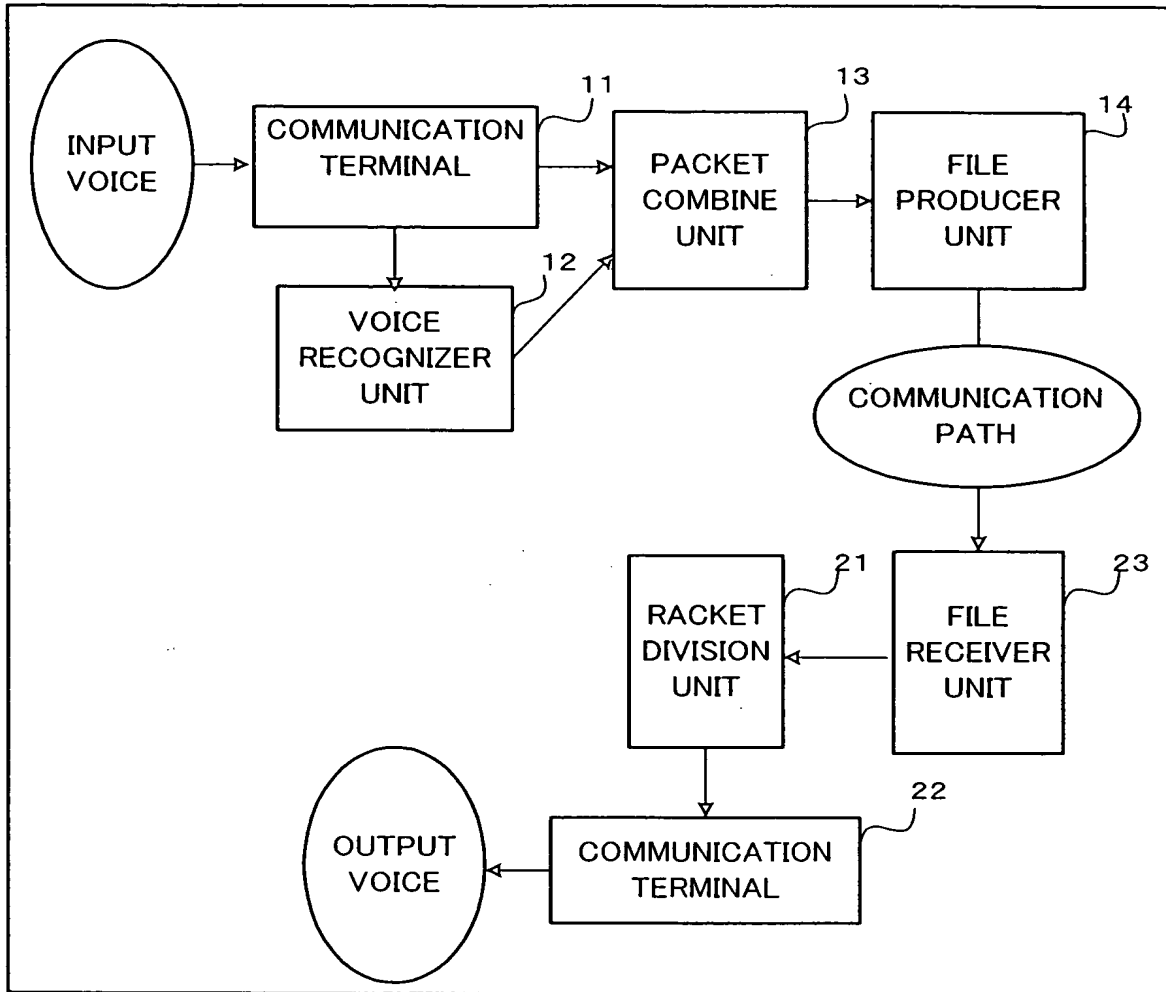 INPUT
VOICE
11
COMMUNICATION
TERMINAL
12
VOICE
RECOGNIZER
UNIT
13
PACKET
COMBINE
UNIT
14
FILE
PRODUCER
UNIT
COMMUNICATION
PATH
23
FILE
RECEIVER
UNIT
21
RACKET
DIVISION
UNIT
22
COMMUNICATION
TERMINAL
OUTPUT
VOICE